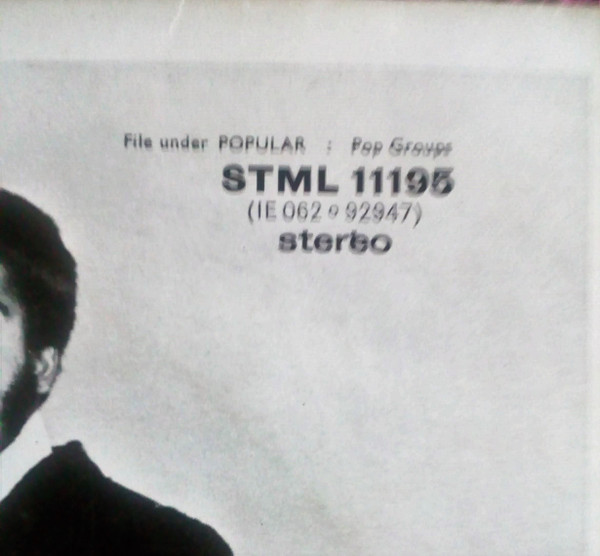 File under POPULAR : Pop Groups
STML 11195
(IE 062 o 92947)
stereo